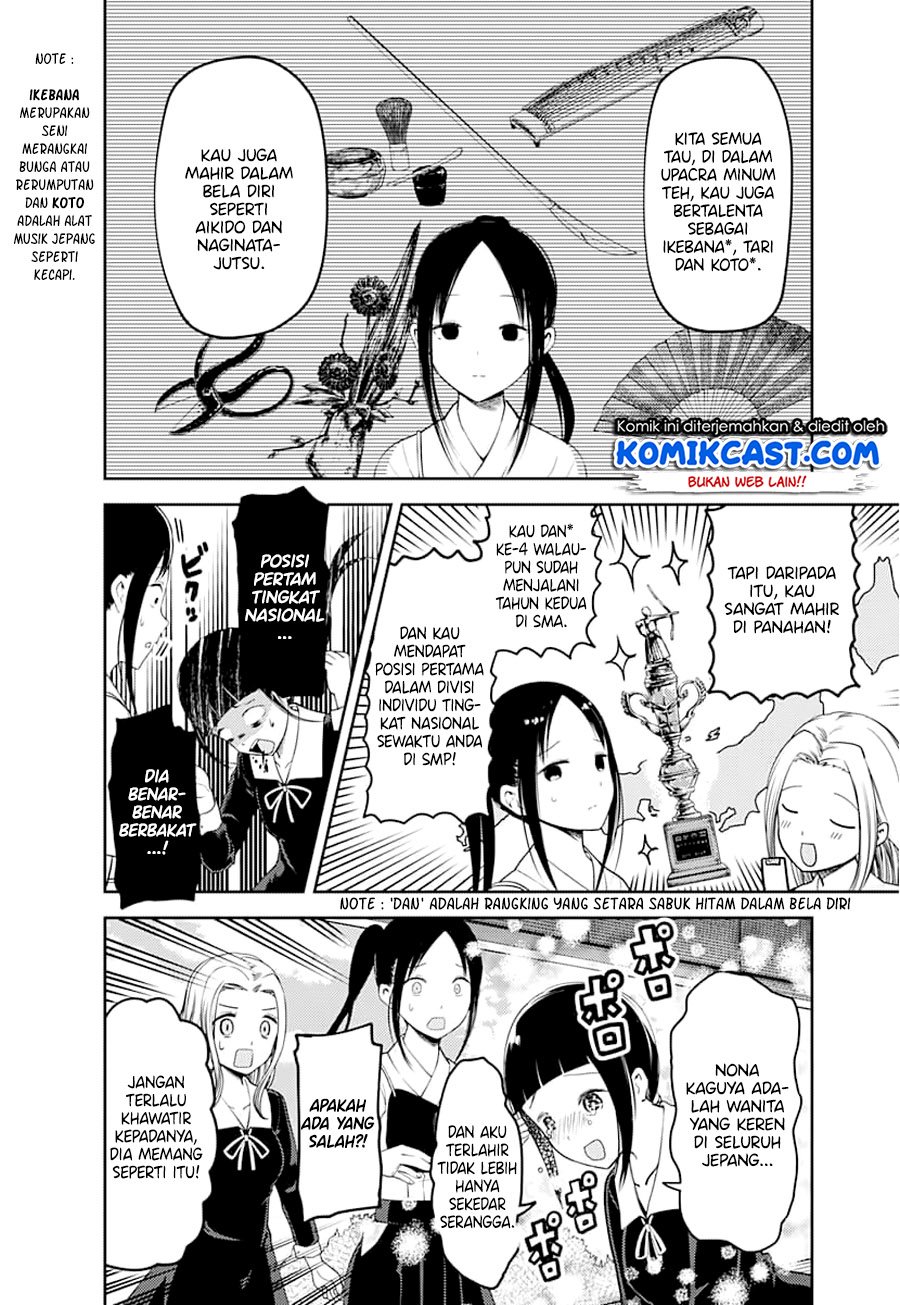 NOTE :
IKEBANA
MERUPAKAN
SENI
MERANGKAI
BUNGA ATAU
RERUMPUTAN
DAN KOTO
ADALAH ALAT
MUSIK JEPANG
SEPERTI
KECAPI.
KITA SEMUA
TAU, DI DALAM
UPACRA MINUM
TEH, KAU JUGA
BERTALENTA
SEBAGAI
IKEBANA*, TARI
DAN KOTO*.
KAU JUGA
MAHIR DALAM
BELA DIRI
SEPERTI
AIKIDO DAN
NAGINATA-
JUTSU.
Komik ini diterjemahkan & diedit oleh
KOMIKCAST.COM
BUKAN WEB LAIN!!
TAPI DARIPADA
ITU, KAU
SANGAT MAHIR
DI PANAHAN!
KAU DAN*
KE-4 WALAU-
PUN SUDAH
MENJALANI
TAHUN KEDUA
DI SMA.
DAN KAU
MENDAPAT
POSISI PERTAMA
DALAM DIVISI
INDIVIDU TING-
KAT NASIONAL
SEWAKTU ANDA
DI SMP!
POSISI
PERTAM
TINGKAT
NASIONAL
...
ビクッ
DIA
BENAR-
BENAR
BERBAKAT
...!
NOTE : 'DAN' ADALAH RANGKING YANG SETARA SABUK HITAM DALAM BELA DIRI
NONA
KAGUYA ADA-
LAH WANITA
YANG KEREN
DI SELURUH
JEPANG...
ポロ
ポロ
ポロ
DAN AKU
TERLAHIR
TIDAK LEBIH
HANYA
SEKEDAR
SERANGGA.
APAKAH
ADA YANG
SALAH?!
JANGAN
TERLALU
KHAWATIR
KEPADANYA,
DIA MEMANG
SEPERTI ITU!